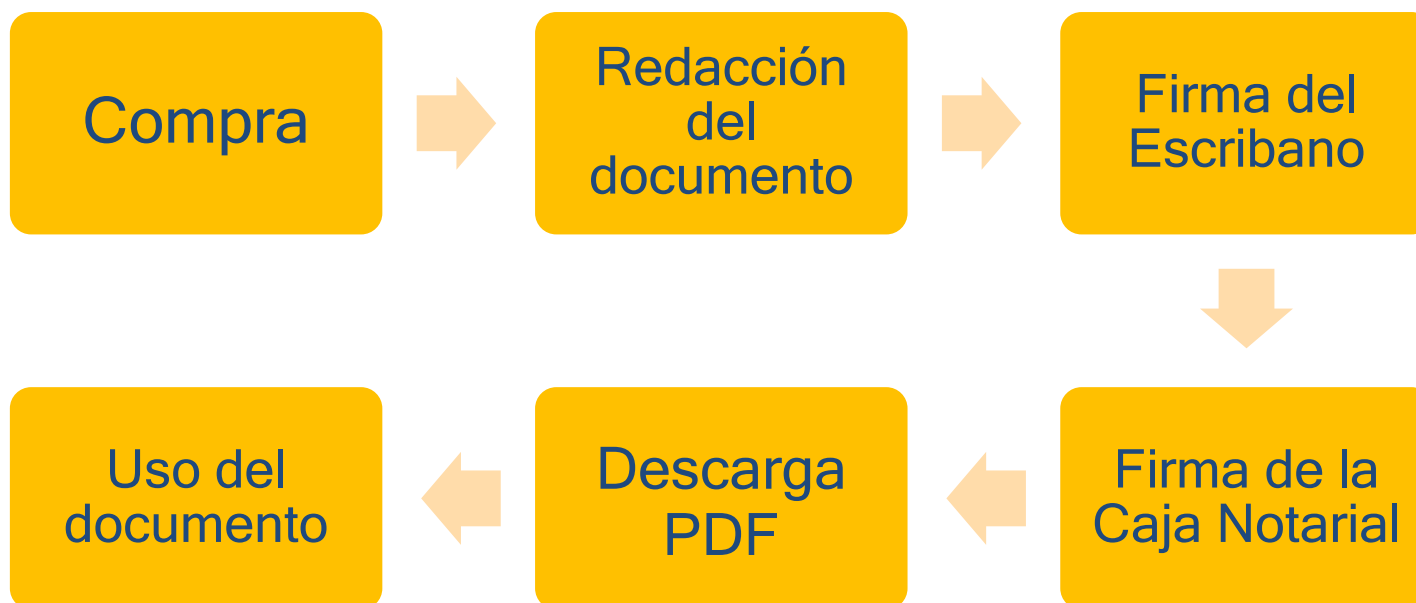 Compra
Redacción
del
documento
Firma del
Escribano
Firma de la
Caja Notarial
Descarga
PDF
Uso del
documento